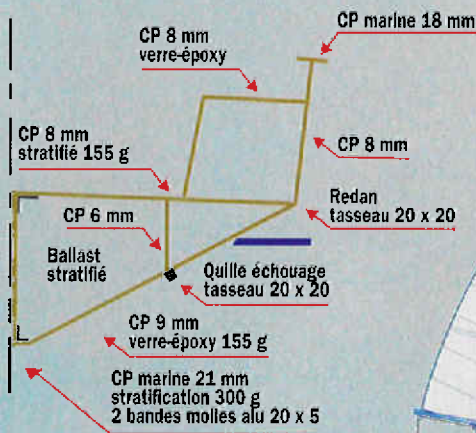 CP marine 18 mm
CP 8 mm
verre-époxy
CP 8 mm
stratifié 155 g
CP 8 mm
CP 6 mm
Redan
tasseau 20 x 20
Ballast
stratifié
Quille échouage
tasseau 20 x 20
CP 9 mm
verre-époxy 155 g
CP marine 21 mm
stratification 300 g
2 bandes molles alu 20 x 5